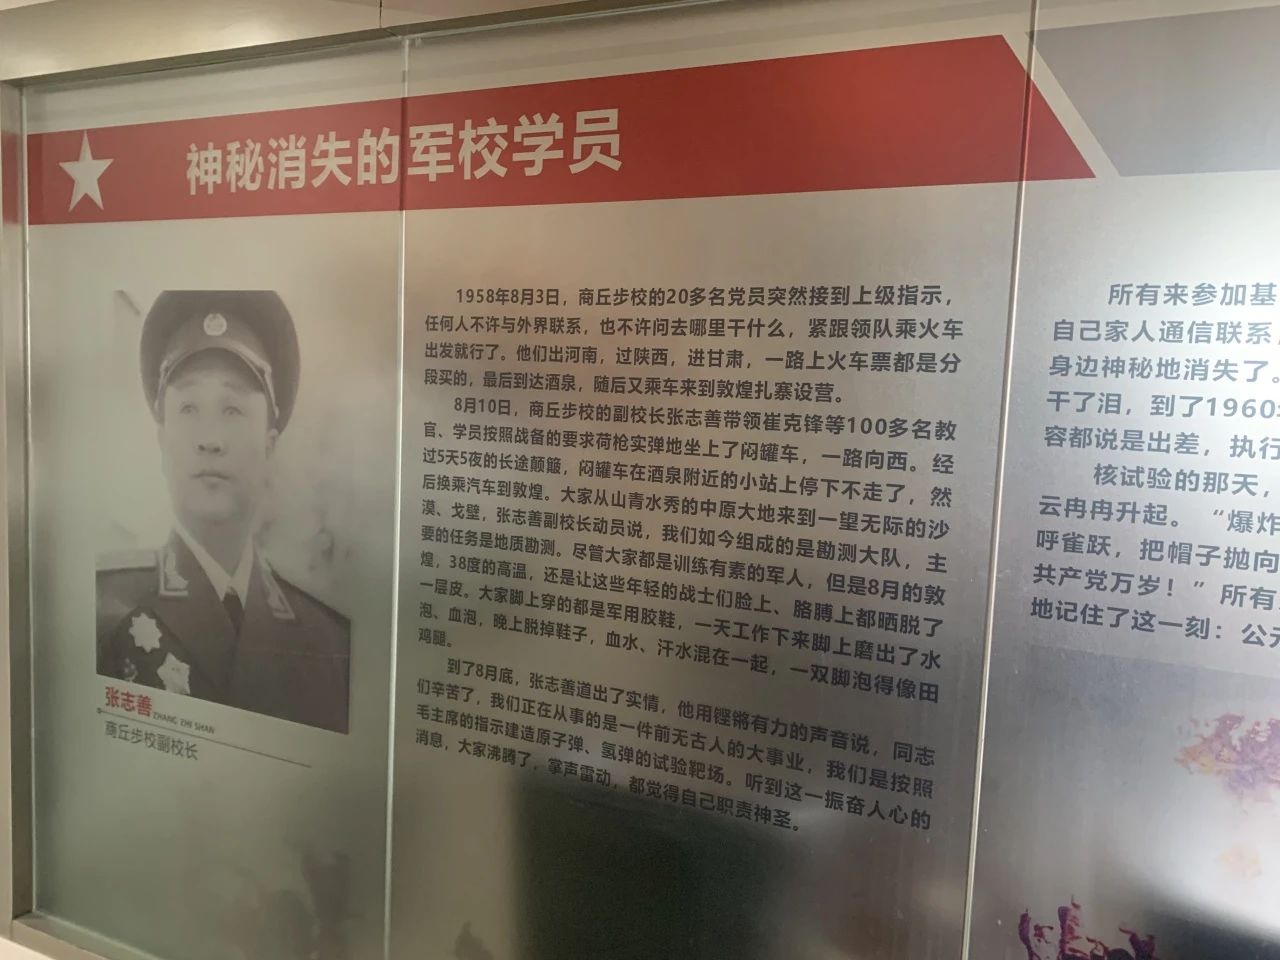 神秘消失的军校学员
张志善
ZHANG ZHI SHAN
商丘步校副校长
1958年8月3日，商丘步校的20多名党员突然接到上级指示，
任何人不许与外界联系，也不许问去哪里干什么，紧跟领队乘火车
出发就行了。他们出河南，过陕西，进甘肃，一路上火车票都是分
段买的，最后到达酒泉，随后又乘车来到敦煌扎寨设营。
8月10日，商丘步校的副校长张志善带领崔克锋等100多名教
官、学员按照战备的要求荷枪实弹地坐上了闷罐车，一路向西。经
过5天5夜的长途颠簸，闷罐车在酒泉附近的小站上停下不走了，然
后换乘汽车到敦煌。大家从山青水秀的中原大地来到一望无际的沙
漠、戈壁，张志善副校长动员说，我们如今组成的是勘测大队，主
要的任务是地质勘测。尽管大家都是训练有素的军人，但是8月的敦
煌，38度的高温，还是让这些年轻的战士们脸上、胳膊上都晒脱了
一层皮。大家脚上穿的都是军用胶鞋，一天工作下来脚上磨出了水
泡、血泡，晚上脱掉鞋子，血水、汗水混在一起，一双脚泡得像田
鸡腿。
到了8月底，张志善道出了实情，他用铿锵有力的声音说，同志
们辛苦了，我们正在从事的是一件前无古人的大事业，我们是按照
毛主席的指示建造原子弹、氢弹的试验靶场。听到这一振奋人心的
消息，大家沸腾了，掌声雷动，都觉得自己职责神圣。
所有来参加基
自己家人通信联系，
身边神秘地消失了。
干了泪，到了1960
容都说是出差，执行
核试验的那天，
云冉冉升起。“爆炸
呼雀跃，把帽子抛向
共产党万岁！”所有
地记住了这一刻：公元